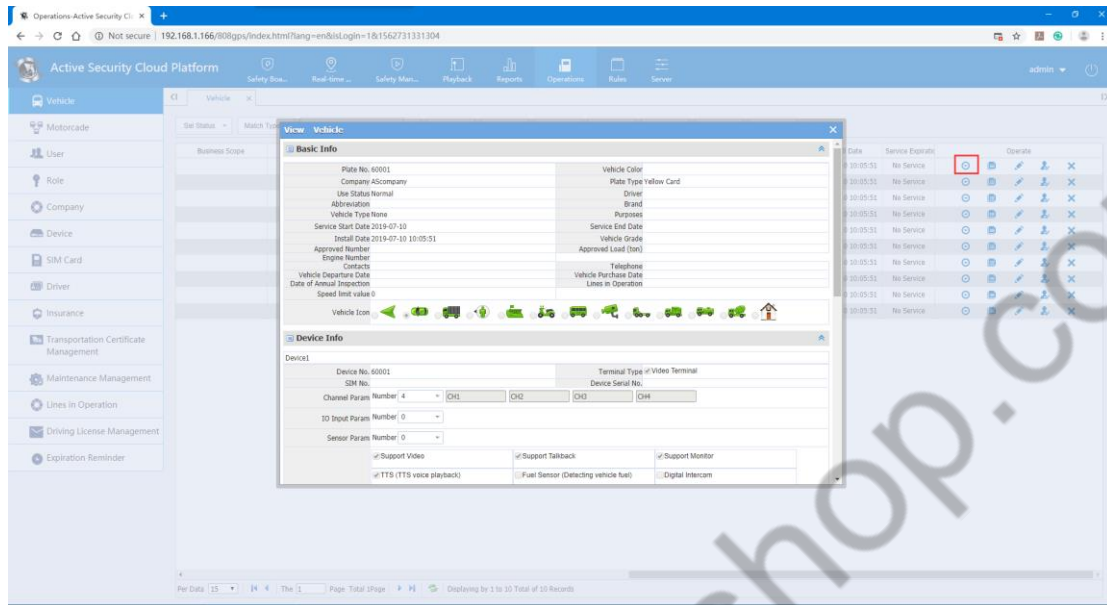 Operations-Active Security Cl
Not secure | 192.168.1.166/808gps/index.html?lang=en&isLogin=1&1562731331304
Active Security Cloud Platform
Safety Boa...
Real-time ...
Safety Man...
Playback
Reports
Operations
Rules
Server
admin
Vehicle
Motorcade
User
Role
Company
Device
SIM Card
Driver
Insurance
Transportation Certificate
Management
Maintenance Management
Lines in Operation
Driving License Management
Expiration Reminder
Vehicle
Get Status
Match Typ
Business Scope
Date Service Expiratio Operate
10:05:51 No Service
10:05:51 No Service
10:05:51 No Service
10:05:51 No Service
10:05:51 No Service
10:05:51 No Service
10:05:51 No Service
10:05:51 No Service
10:05:51 No Service
10:05:51 No Service
View Vehicle
Basic Info
Plate No. 60001 Vehicle Color
Company AScompany Plate Type Yellow Card
Use Status Normal Driver
Abbreviation Brand
Vehicle Type None Purposes
Service Start Date 2019-07-10 Service End Date
Install Date 2019-07-10 10:05:51 Vehicle Grade
Approved Number Approved Load (ton)
Engine Number
Contacts Telephone
Vehicle Departure Date Vehicle Purchase Date
Date of Annual Inspection Lines in Operation
Speed limit value 0
Vehicle Icon
Device Info
Device1
Device No. 60001 Terminal Type Video Terminal
SIM No. Device Serial No.
Channel Param Number 4 CH1 CH2 CH3 CH4
IO Input Param Number 0
Sensor Param Number 0
Support Video Support Talkback Support Monitor
TTS (TTS voice playback) Fuel Sensor (Detecting vehicle fuel) Digital Intercom
Per Data 15 The 1 Page Total 1Page Displaying by 1 to 10 Total of 10 Records
shop.co